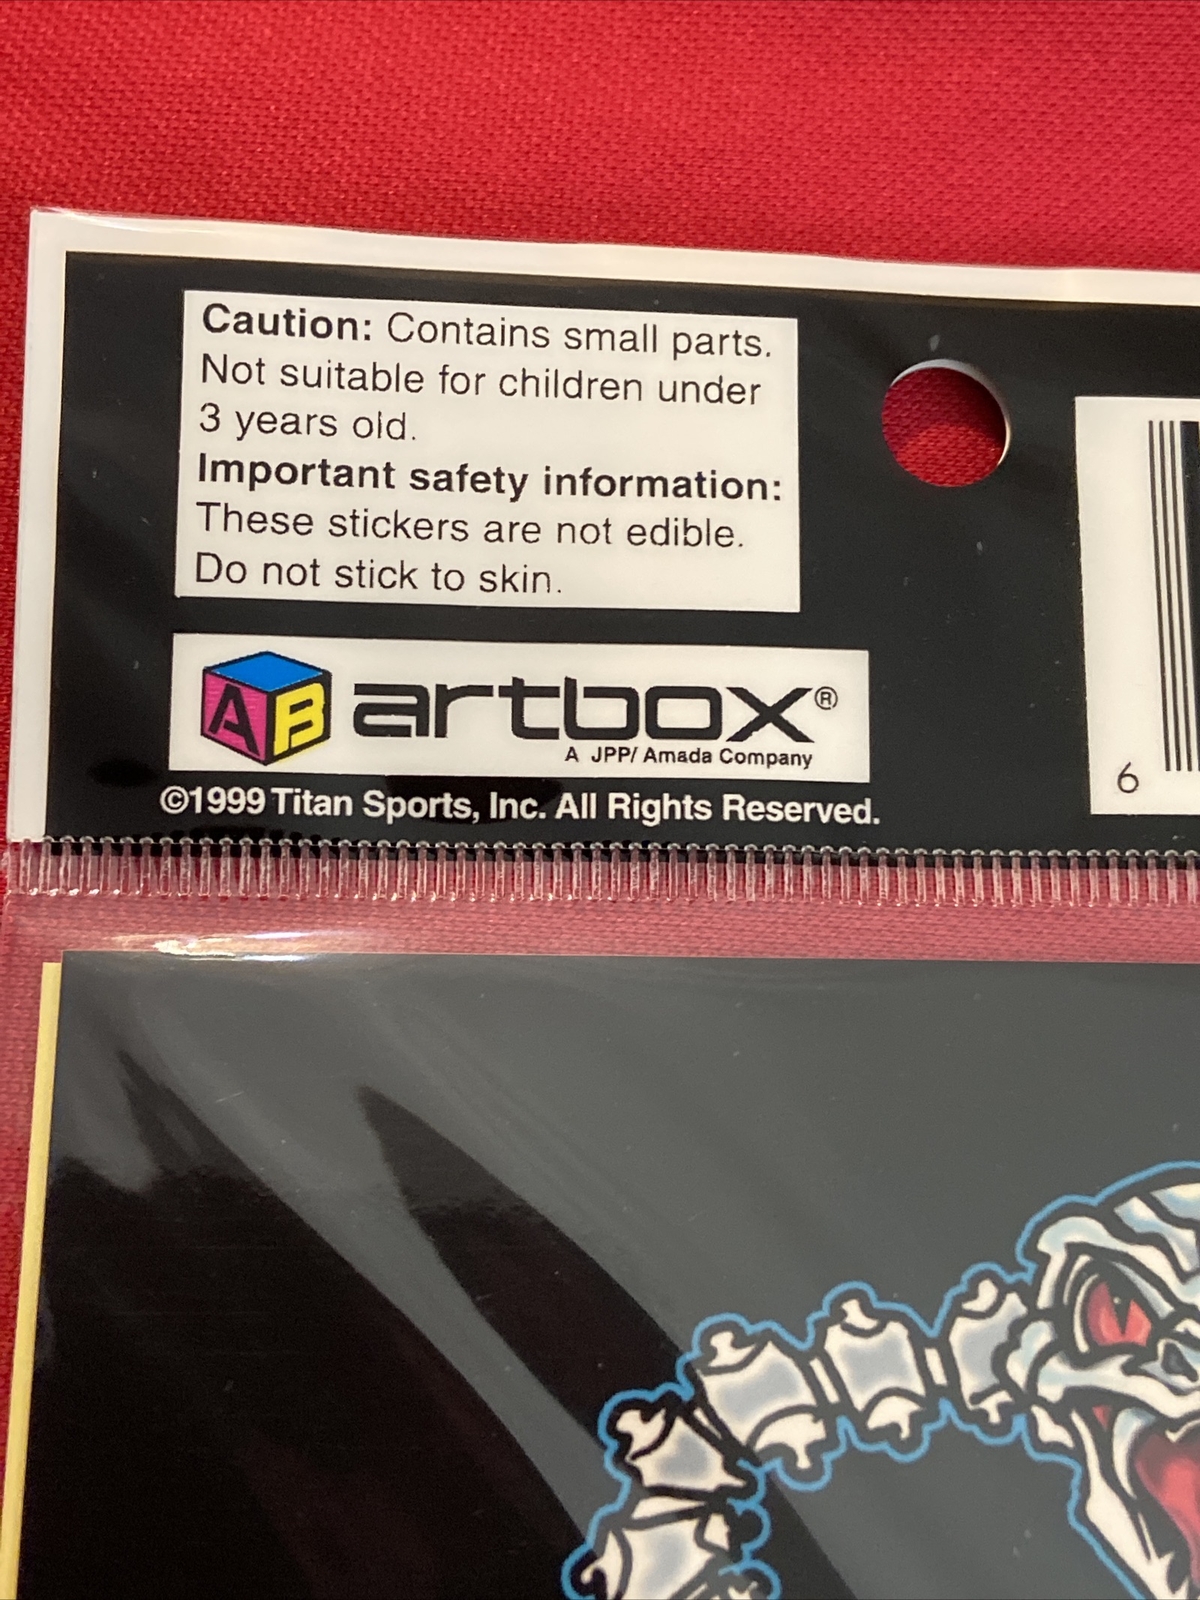 Caution: Contains small parts.
Not suitable for children under
3 years old.
Important safety information:
These stickers are not edible.
Do not stick to skin.
AB artbox®
A JPP/ Amada Company
©1999 Titan Sports, Inc. All Rights Reserved.
6